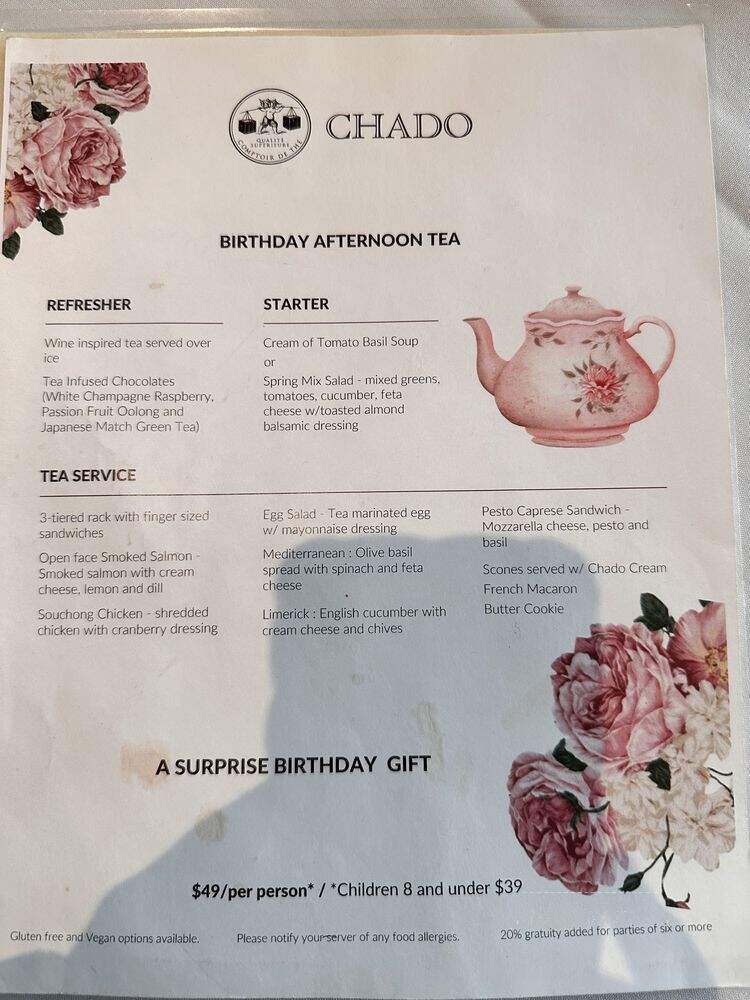 QUALITÉ
SUPÉRIEURE
COMPTOIR DE THÉ
CHADO
BIRTHDAY AFTERNOON TEA
REFRESHER
Wine inspired tea served over
ice
Tea Infused Chocolates
(White Champagne Raspberry,
Passion Fruit Oolong and
Japanese Match Green Tea)
STARTER
Cream of Tomato Basil Soup
or
Spring Mix Salad - mixed greens,
tomatoes, cucumber, feta
cheese w/toasted almond
balsamic dressing
TEA SERVICE
3-tiered rack with finger sized
sandwiches
Open face Smoked Salmon -
Smoked salmon with cream
cheese, lemon and dill
Souchong Chicken - shredded
chicken with cranberry dressing
Egg Salad - Tea marinated egg
w/ mayonnaise dressing
Mediterranean : Olive basil
spread with spinach and feta
cheese
Limerick : English cucumber with
cream cheese and chives
Pesto Caprese Sandwich -
Mozzarella cheese, pesto and
basil
Scones served w/ Chado Cream
French Macaron
Butter Cookie
A SURPRISE BIRTHDAY GIFT
$49/per person* / *Children 8 and under $39
Gluten free and Vegan options available.
Please notify your server of any food allergies.
20% gratuity added for parties of six or more